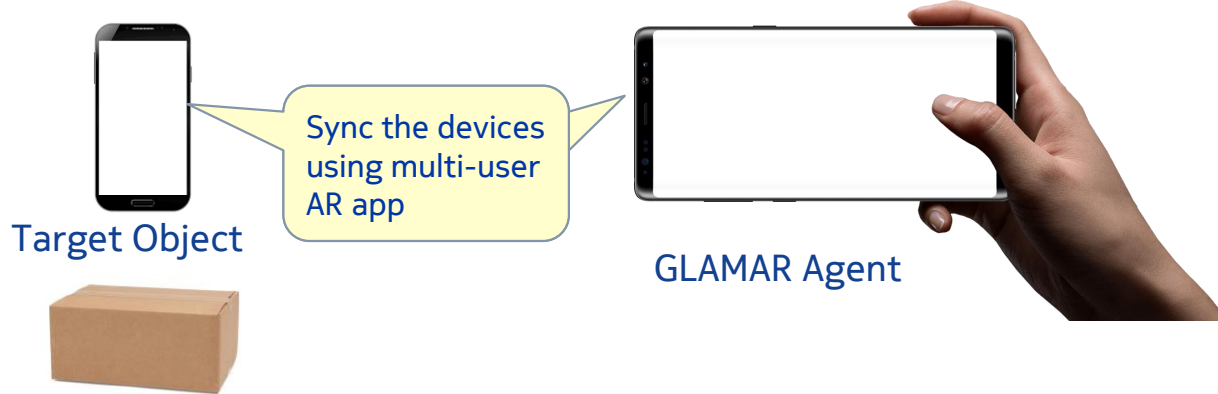 Sync the devices
using multi-user
AR app
Target Object
GLAMAR Agent